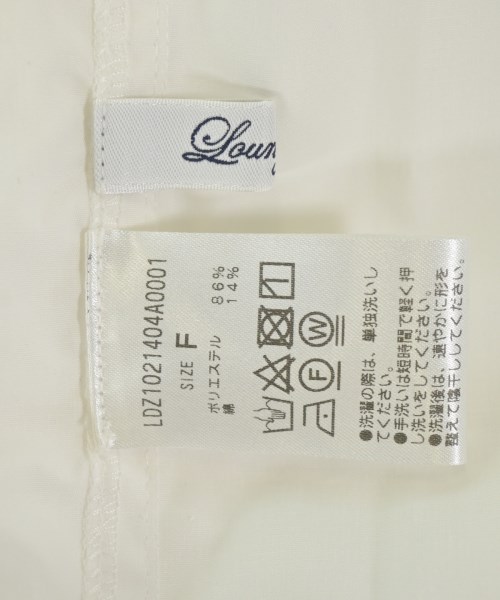 Loun
LDZ1021404A0001
SIZE F
ポリエステル 86%
綿 14%
W
F
●洗濯の際は、単独洗いし
てください。
●手洗いは短時間で軽く押
し洗いをしてください。
●洗濯後は、速やかに形を
整えて陰干ししてください。